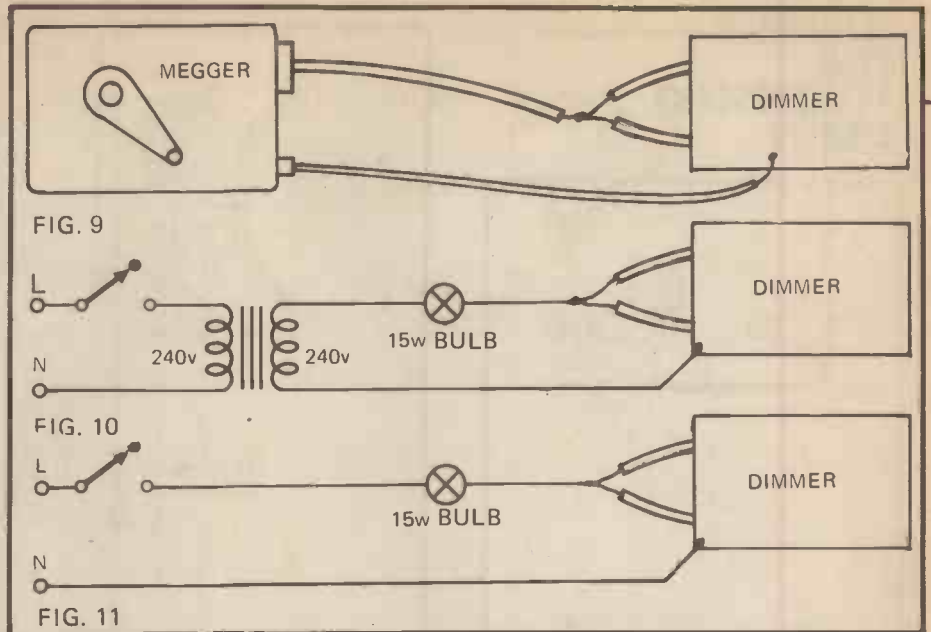 MEGGER
DIMMER
FIG. 9
L
N
240v
240v
15w BULB
DIMMER
FIG. 10
L
N
15w BULB
DIMMER
FIG. 11